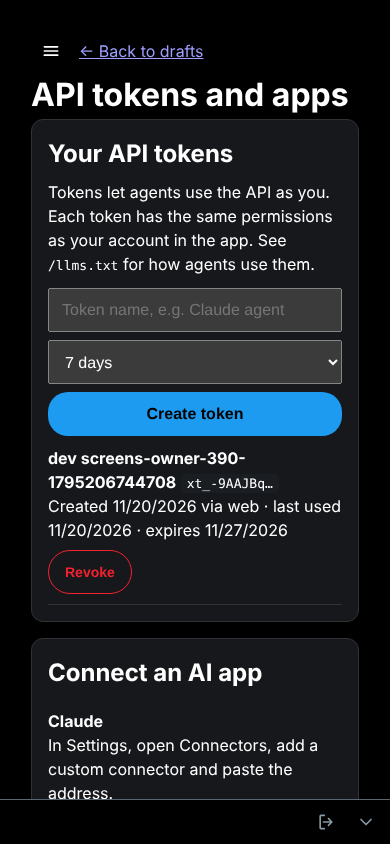 ← Back to drafts
API tokens and apps
Your API tokens
Tokens let agents use the API as you.
Each token has the same permissions
as your account in the app. See
/llms.txt for how agents use them.
Token name, e.g. Claude agent
7 days
Create token
dev screens-owner-390-
1795206744708 xt_-9AAJBq…
Created 11/20/2026 via web · last used
11/20/2026 · expires 11/27/2026
Revoke
Connect an AI app
Claude
In Settings, open Connectors, add a
custom connector and paste the
address.